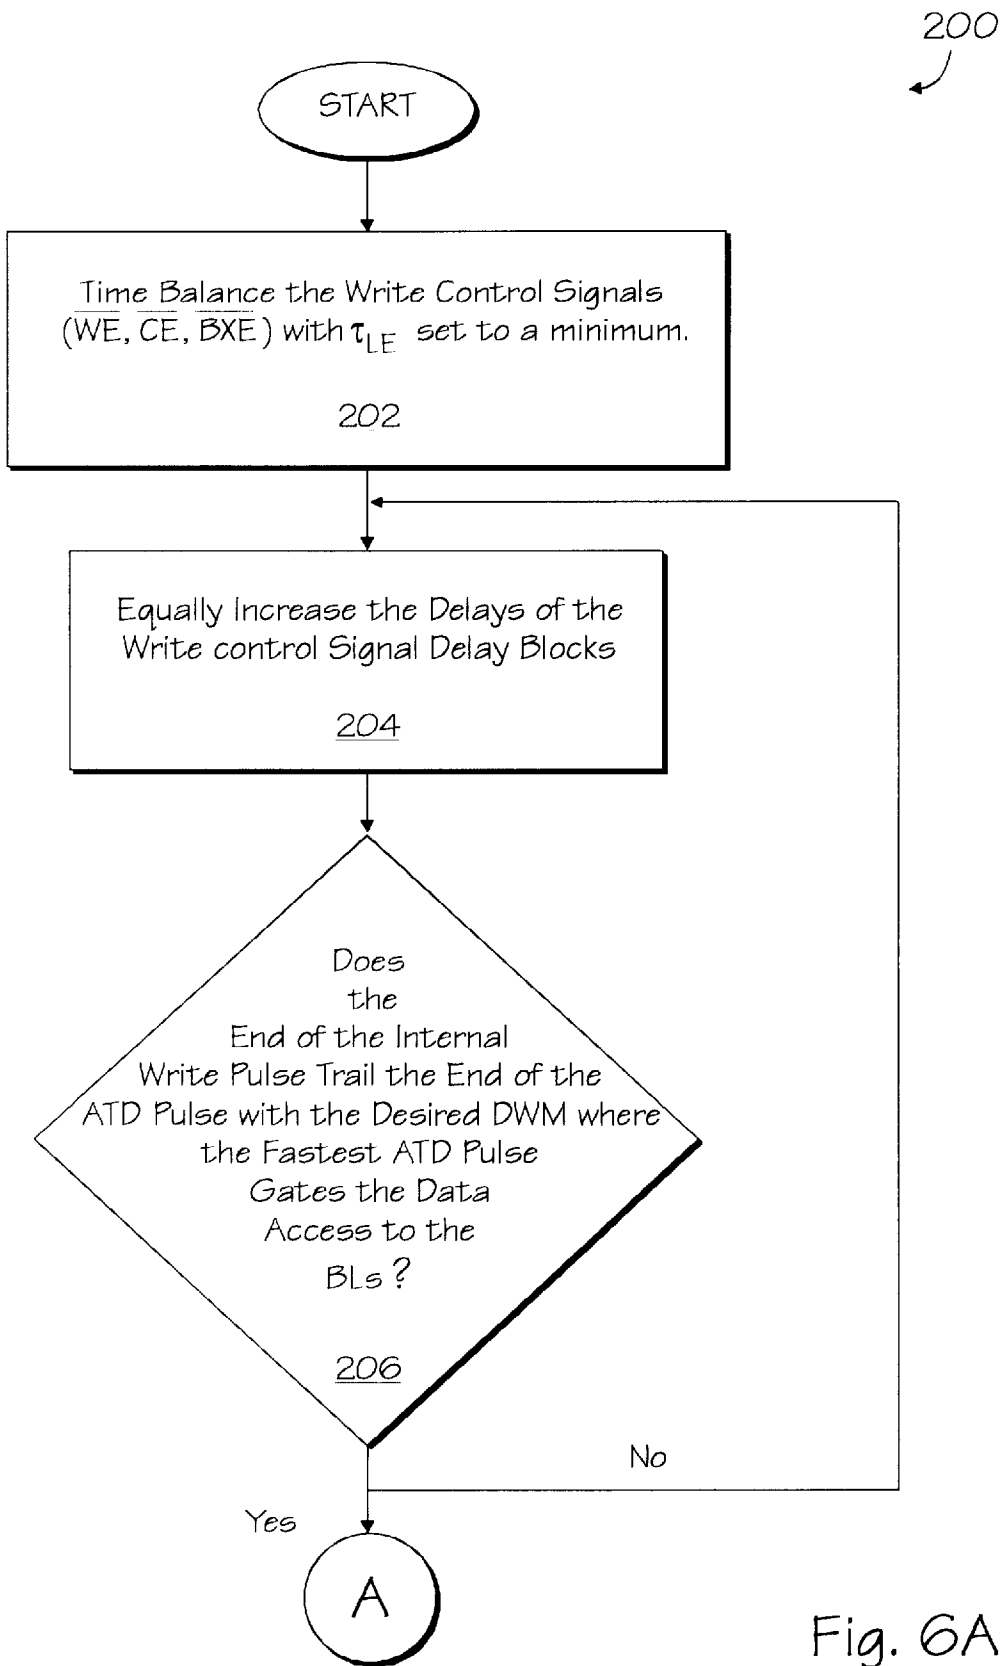 200
START
Time Balance the Write Control Signals
(W̅E̅, C̅E̅, B̅X̅E̅) with τLE set to a minimum.
202
Equally Increase the Delays of the
Write control Signal Delay Blocks
204
Does
the
End of the Internal
Write Pulse Trail the End of the
ATD Pulse with the Desired DWM where
the Fastest ATD Pulse
Gates the Data
Access to the
BLs?
206
No
Yes
A
Fig. 6A